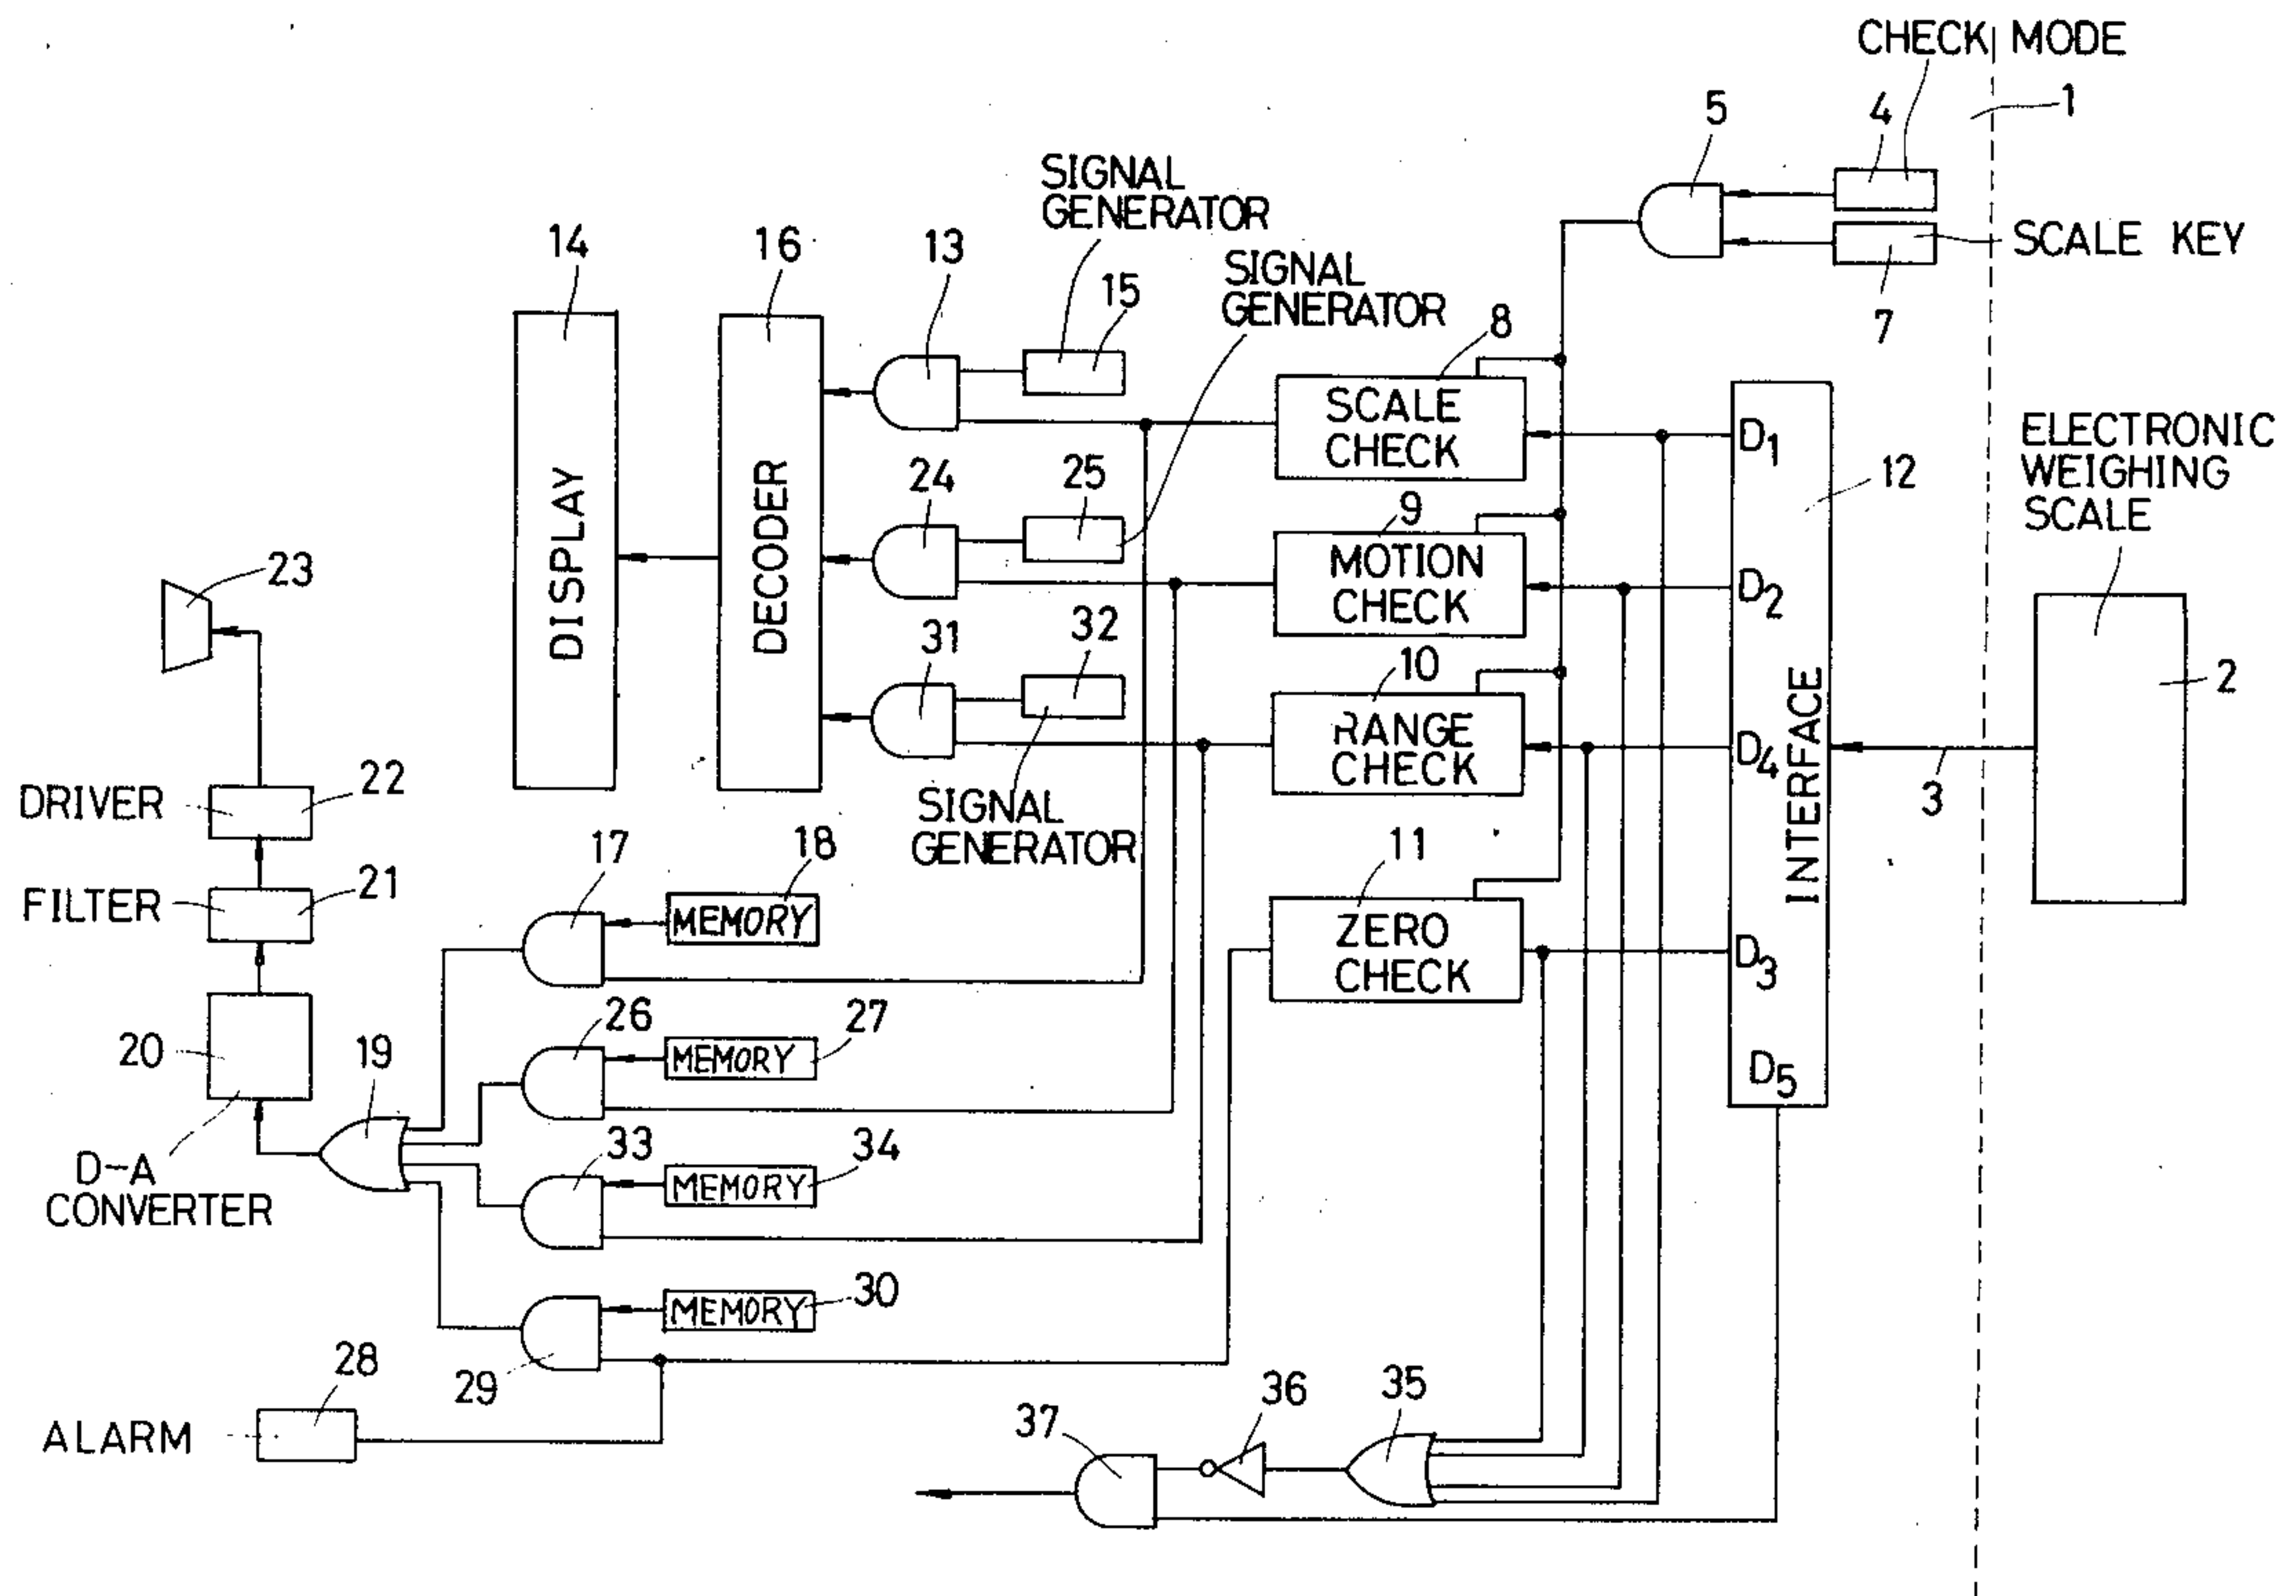 CHECK MODE
1
4
5
SIGNAL
GENERATOR
SCALE KEY
7
14
16
13
15
SIGNAL
GENERATOR
8
SCALE
CHECK
D1
12
ELECTRONIC
WEIGHING
SCALE
24
25
9
MOTION
CHECK
D2
23
DISPLAY
DECODER
31
32
10
RANGE
CHECK
D4
INTERFACE
3
2
DRIVER
22
SIGNAL
GENERATOR
17
18
MEMORY
11
ZERO
CHECK
D3
FILTER
21
20
19
26
27
MEMORY
D5
D-A
CONVERTER
33
34
MEMORY
30
MEMORY
29
28
ALARM
37
36
35